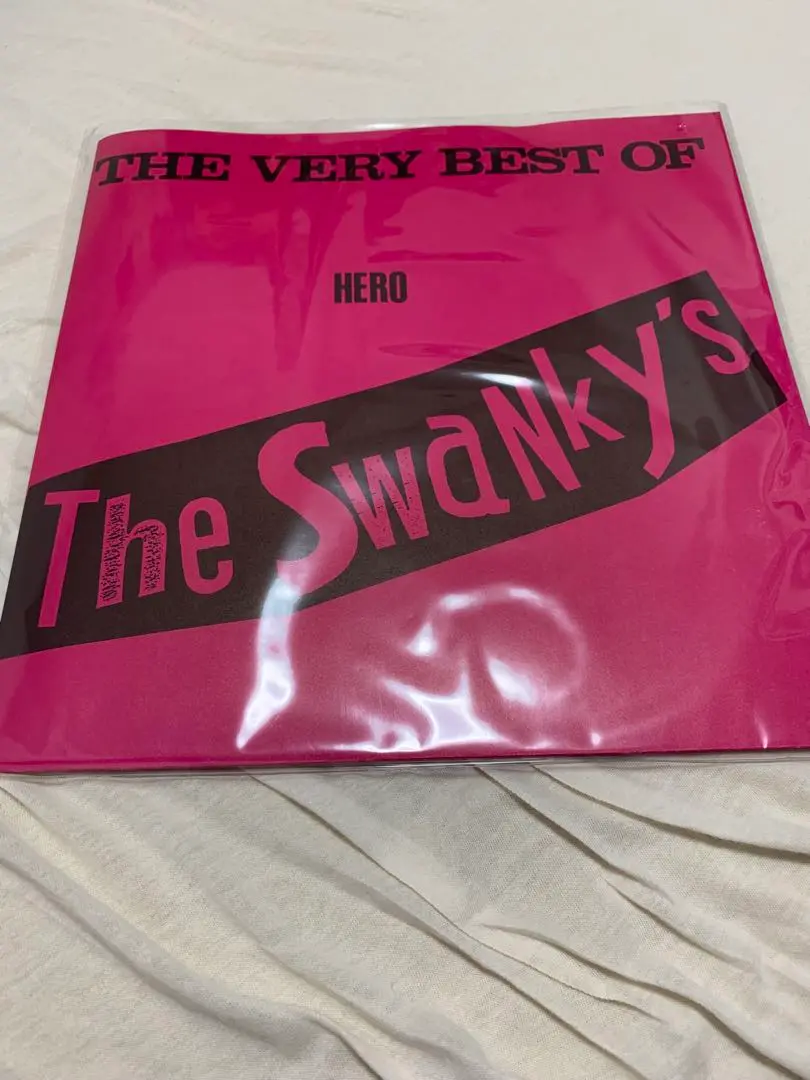 THE VERY BEST OF
HERO
The SwaNky's